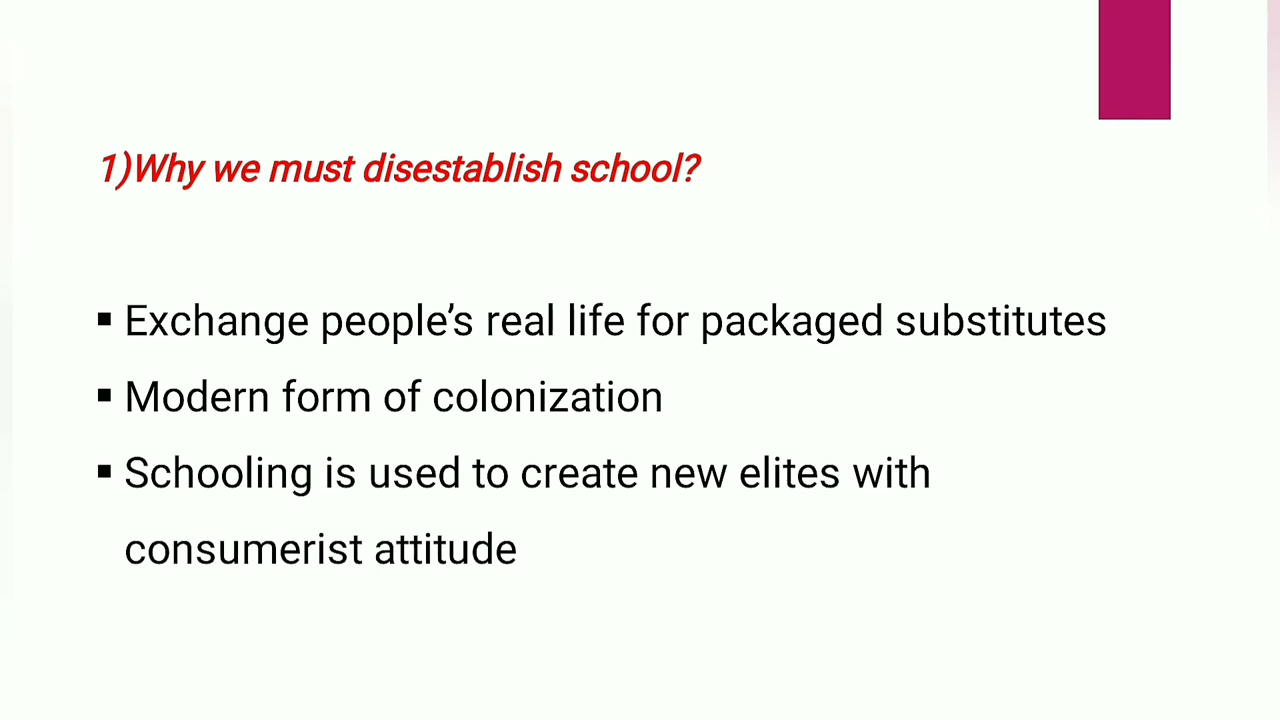 1)Why we must disestablish school?
▪ Exchange people’s real life for packaged substitutes
▪ Modern form of colonization
▪ Schooling is used to create new elites with
consumerist attitude